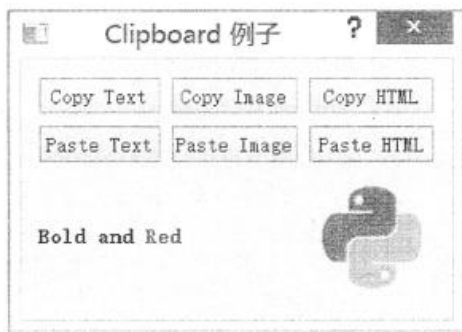 Clipboard 例子 ? ×
Copy Text Copy Image Copy HTML
Paste Text Paste Image Paste HTML
Bold and Red